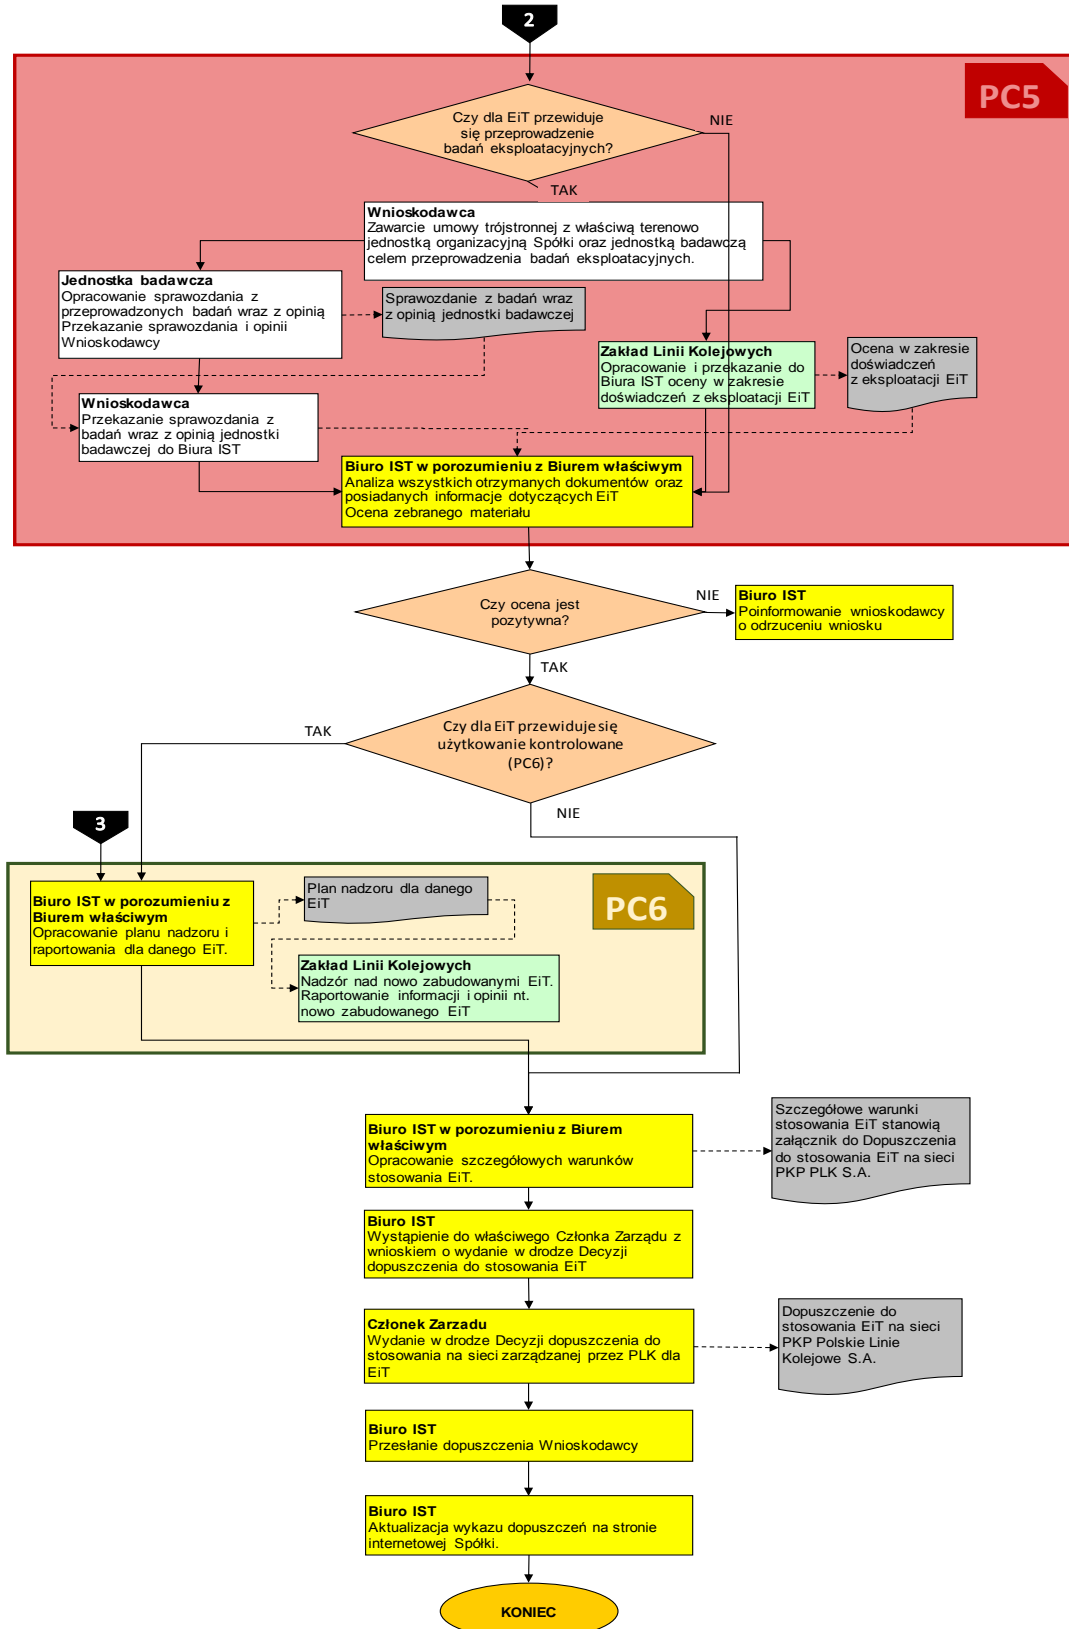 2
PC5
Czy dla EiT przewiduje
się przeprowadzenie
badań eksploatacyjnych?
NIE
TAK
Wnioskodawca
Zawarcie umowy trójstronnej z właściwą terenowo
jednostką organizacyjną Spółki oraz jednostką badawczą
celem przeprowadzenia badań eksploatacyjnych.
Jednostka badawcza
Opracowanie sprawozdania z
przeprowadzonych badań wraz z opinią
Przekazanie sprawozdania i opinii
Wnioskodawcy
Sprawozdanie z badań wraz
z opinią jednostki badawczej
Zakład Linii Kolejowych
Opracowanie i przekazanie do
Biura IST oceny w zakresie
doświadczeń z eksploatacji EiT
Ocena w zakresie
doświadczeń
z eksploatacji EiT
Wnioskodawca
Przekazanie sprawozdania z
badań wraz z opinią jednostki
badawczej do Biura IST
Biuro IST w porozumieniu z Biurem właściwym
Analiza wszystkich otrzymanych dokumentów oraz
posiadanych informacje dotyczących EiT
Ocena zebranego materiału
Czy ocena jest
pozytywna?
NIE
Biuro IST
Poinformowanie wnioskodawcy
o odrzuceniu wniosku
TAK
Czy dla EiT przewiduje się
użytkowanie kontrolowane
(PC6)?
TAK
NIE
3
PC6
Biuro IST w porozumieniu z
Biurem właściwym
Opracowanie planu nadzoru i
raportowania dla danego EiT.
Plan nadzoru dla danego
EiT
Zakład Linii Kolejowych
Nadzór nad nowo zabudowanymi EiT.
Raportowanie informacji i opinii nt.
nowo zabudowanego EiT
Biuro IST w porozumieniu z Biurem
właściwym
Opracowanie szczegółowych warunków
stosowania EiT.
Szczegółowe warunki
stosowania EiT stanowią
załącznik do Dopuszczenia
do stosowania EiT na sieci
PKP PLK S.A.
Biuro IST
Wystąpienie do właściwego Członka Zarządu z
wnioskiem o wydanie w drodze Decyzji
dopuszczenia do stosowania EiT
Członek Zarzadu
Wydanie w drodze Decyzji dopuszczenia do
stosowania na sieci zarządzanej przez PLK dla
EiT
Dopuszczenie do
stosowania EiT na sieci
PKP Polskie Linie
Kolejowe S.A.
Biuro IST
Przesłanie dopuszczenia Wnioskodawcy
Biuro IST
Aktualizacja wykazu dopuszczeń na stronie
internetowej Spółki.
KONIEC